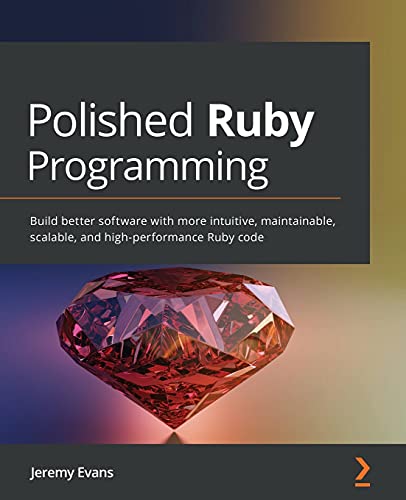 Polished Ruby
Programming
Build better software with more intuitive, maintainable,
scalable, and high-performance Ruby code
Jeremy Evans